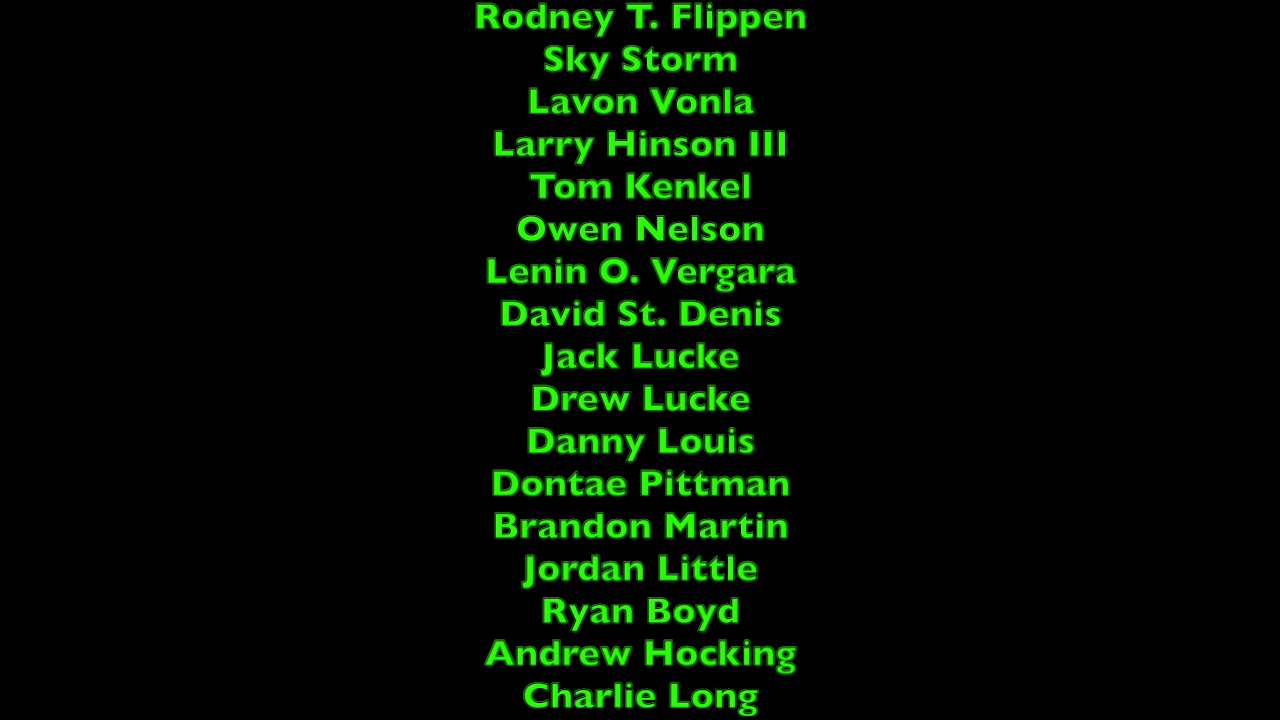 Rodney T. Flippen
Sky Storm
Lavon Vonla
Larry Hinson III
Tom Kenkel
Owen Nelson
Lenin O. Vergara
David St. Denis
Jack Lucke
Drew Lucke
Danny Louis
Dontae Pittman
Brandon Martin
Jordan Little
Ryan Boyd
Andrew Hocking
Charlie Long